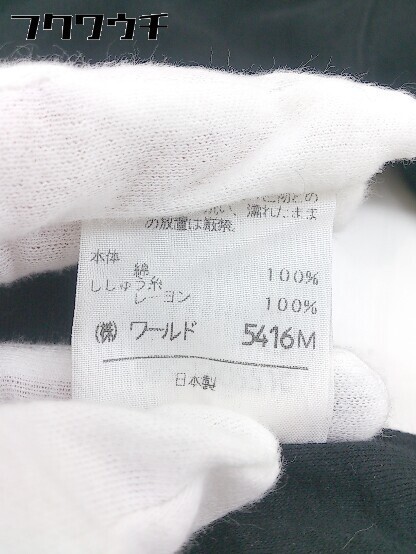 フクワウチ
い、濡れたまま
の放置は厳禁。
本体
綿 100%
ししゅう糸
レーヨン 100%
(株) ワールド 5416M
日本製